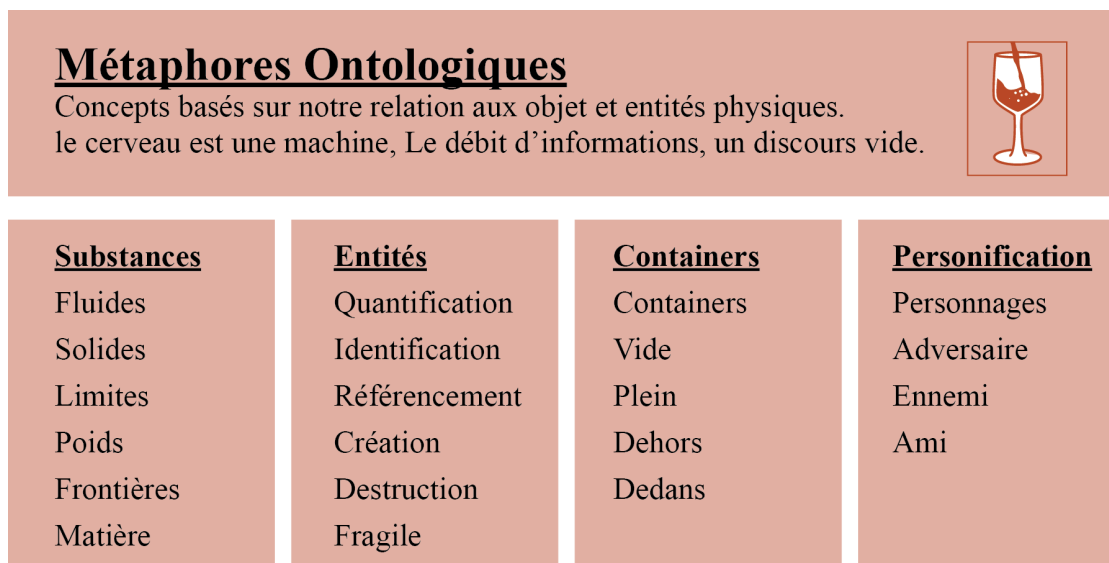 Métaphores Ontologiques
Concepts basés sur notre relation aux objet et entités physiques.
le cerveau est une machine, Le débit d’informations, un discours vide.
Substances
Fluides
Solides
Limites
Poids
Frontières
Matière
Entités
Quantification
Identification
Référencement
Création
Destruction
Fragile
Containers
Containers
Vide
Plein
Dehors
Dedans
Personification
Personnages
Adversaire
Ennemi
Ami